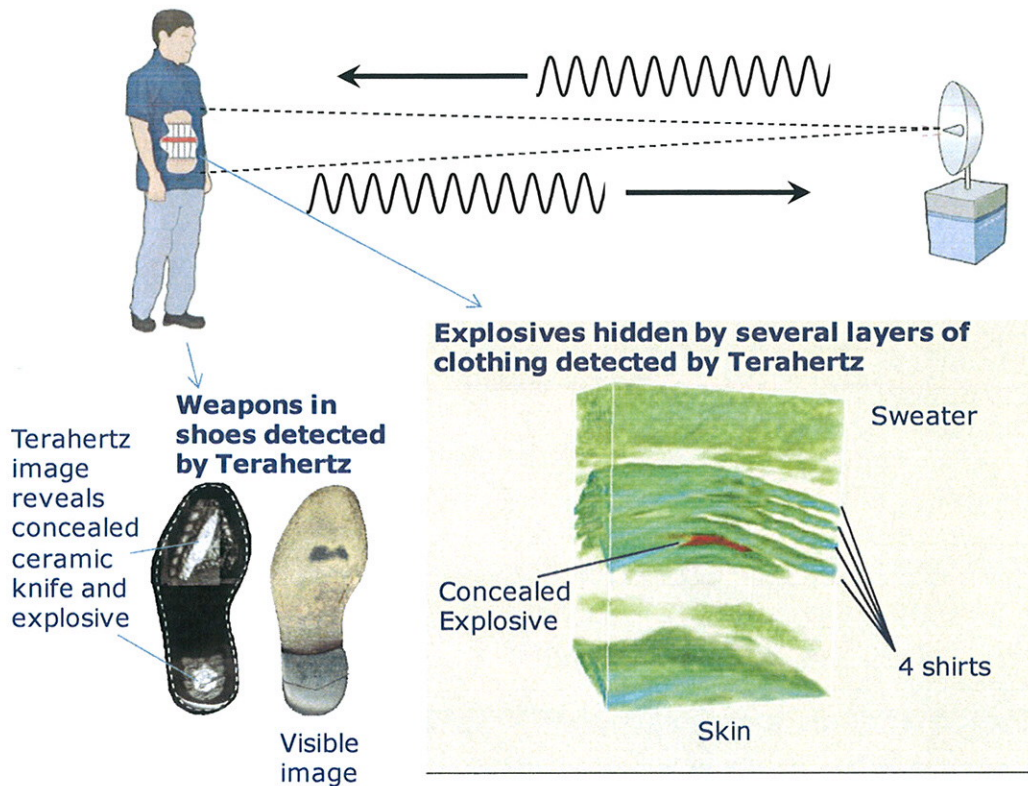 Explosives hidden by several layers of
clothing detected by Terahertz
Weapons in
shoes detected
by Terahertz
Terahertz
image
reveals
concealed
ceramic
knife and
explosive
Visible
image
Sweater
Concealed
Explosive
4 shirts
Skin